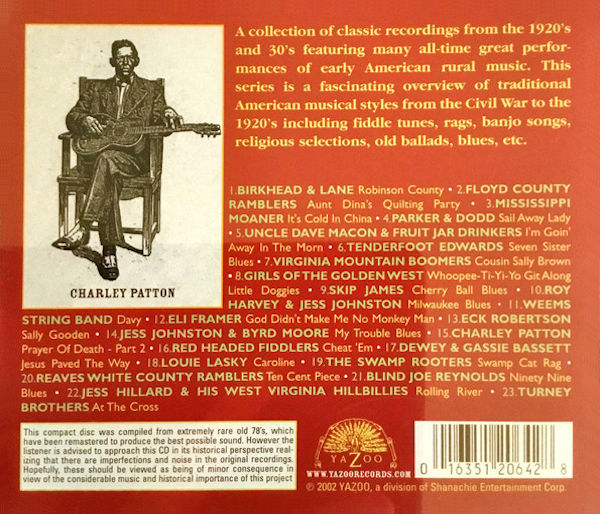 A collection of classic recordings from the 1920's
and 30's featuring many all-time great perfor-
mances of early American rural music. This
series is a fascinating overview of traditional
American musical styles from the Civil War to the
1920's including fiddle tunes, rags, banjo songs,
religious selections, old ballads, blues, etc.
CHARLEY PATTON
1.BIRKHEAD & LANE Robinson County • 2.FLOYD COUNTY
RAMBLERS Aunt Dina's Quilting Party • 3.MISSISSIPPI
MOANER It's Cold In China • 4.PARKER & DODD Sail Away Lady
• 5.UNCLE DAVE MACON & FRUIT JAR DRINKERS I'm Goin'
Away In The Morn • 6.TENDERFOOT EDWARDS Seven Sister
Blues • 7.VIRGINIA MOUNTAIN BOOMERS Cousin Sally Brown
• 8.GIRLS OF THE GOLDEN WEST Whoopee-Ti-Yi-Yo Git Along
Little Doggies • 9.SKIP JAMES Cherry Ball Blues • 10.ROY
HARVEY & JESS JOHNSTON Milwaukee Blues • 11.WEEMS
STRING BAND Davy • 12.ELI FRAMER God Didn't Make Me No Monkey Man • 13.ECK ROBERTSON
Sally Gooden • 14.JESS JOHNSTON & BYRD MOORE My Trouble Blues • 15.CHARLEY PATTON
Prayer Of Death - Part 2 • 16.RED HEADED FIDDLERS Cheat 'Em • 17.DEWEY & GASSIE BASSETT
Jesus Paved The Way • 18.LOUIE LASKY Caroline • 19.THE SWAMP ROOTERS Swamp Cat Rag •
20.REAVES WHITE COUNTY RAMBLERS Ten Cent Piece • 21.BLIND JOE REYNOLDS Ninety Nine
Blues • 22.JESS HILLARD & HIS WEST VIRGINIA HILLBILLIES Rolling River • 23.TURNEY
BROTHERS At The Cross
This compact disc was compiled from extremely rare old 78's, which
have been remastered to produce the best possible sound. However the
listener is advised to approach this CD in its historical perspective real-
izing that there are imperfections and noise in the original recordings.
Hopefully, these should be viewed as being of minor consequence in
view of the considerable music and historical importance of this project
YAZOO
WWW.YAZOORECORDS.COM
0 16351 20642 8
℗ 2002 YAZOO, a division of Shanachie Entertainment Corp.